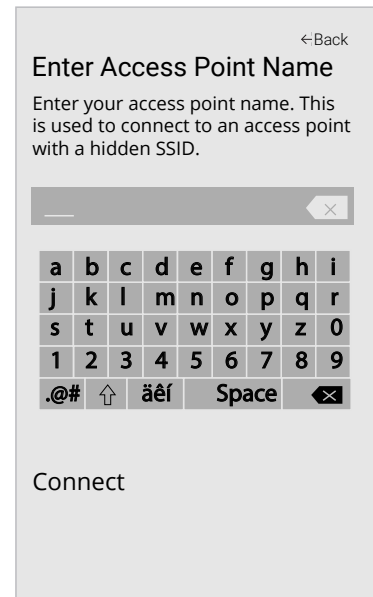 Back
Enter Access Point Name
Enter your access point name. This
is used to connect to an access point
with a hidden SSID.
a b c d e f g h i
j k l m n o p q r
s t u v w x y z 0
1 2 3 4 5 6 7 8 9
.@# äêí Space
Connect